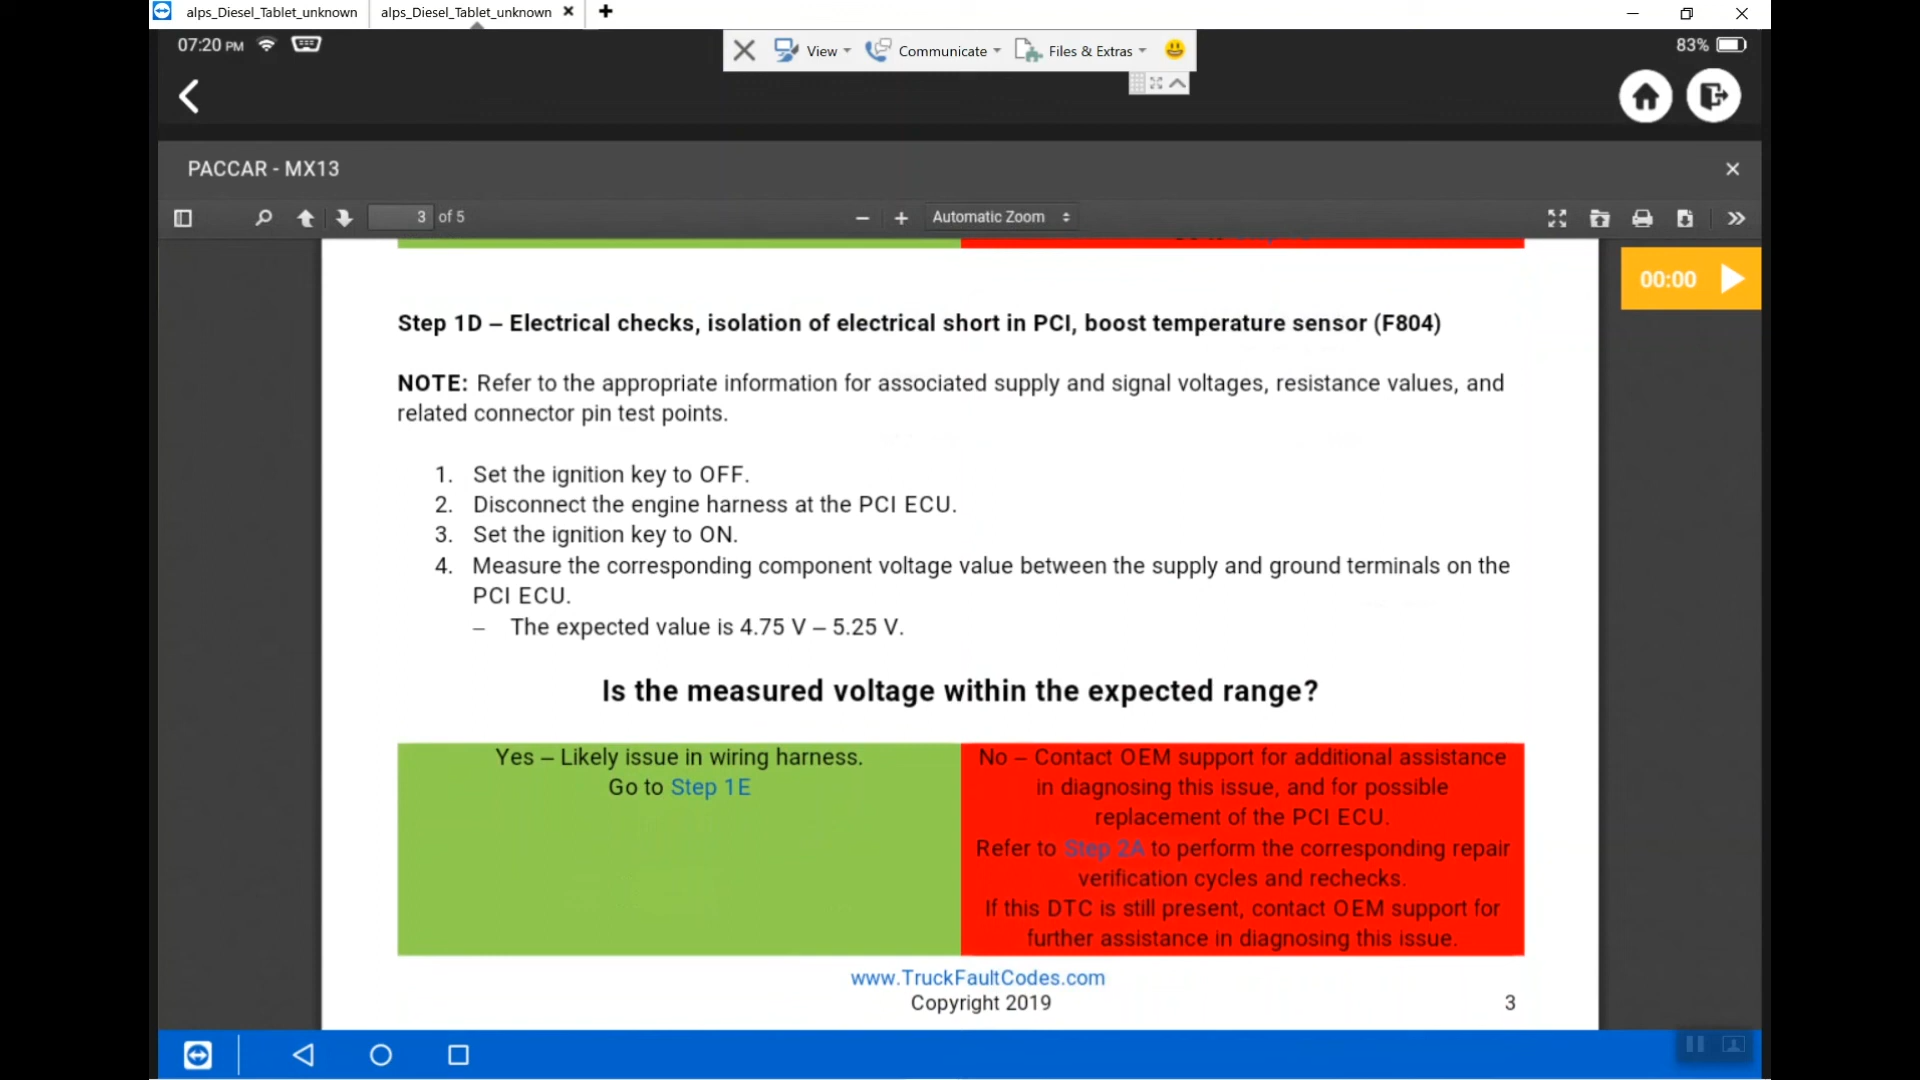 alps_Diesel_Tablet_unknown
alps_Diesel_Tablet_unknown
07:20 PM
View
Communicate
Files & Extras
83%
PACCAR - MX13
3 of 5
Automatic Zoom
00:00
Step 1D – Electrical checks, isolation of electrical short in PCI, boost temperature sensor (F804)
NOTE: Refer to the appropriate information for associated supply and signal voltages, resistance values, and
related connector pin test points.
1. Set the ignition key to OFF.
2. Disconnect the engine harness at the PCI ECU.
3. Set the ignition key to ON.
4. Measure the corresponding component voltage value between the supply and ground terminals on the
PCI ECU.
– The expected value is 4.75 V – 5.25 V.
Is the measured voltage within the expected range?
Yes – Likely issue in wiring harness.
Go to Step 1E
No – Contact OEM support for additional assistance
in diagnosing this issue, and for possible
replacement of the PCI ECU.
Refer to Step 2A to perform the corresponding repair
verification cycles and rechecks.
If this DTC is still present, contact OEM support for
further assistance in diagnosing this issue.
www.TruckFaultCodes.com
Copyright 2019
3